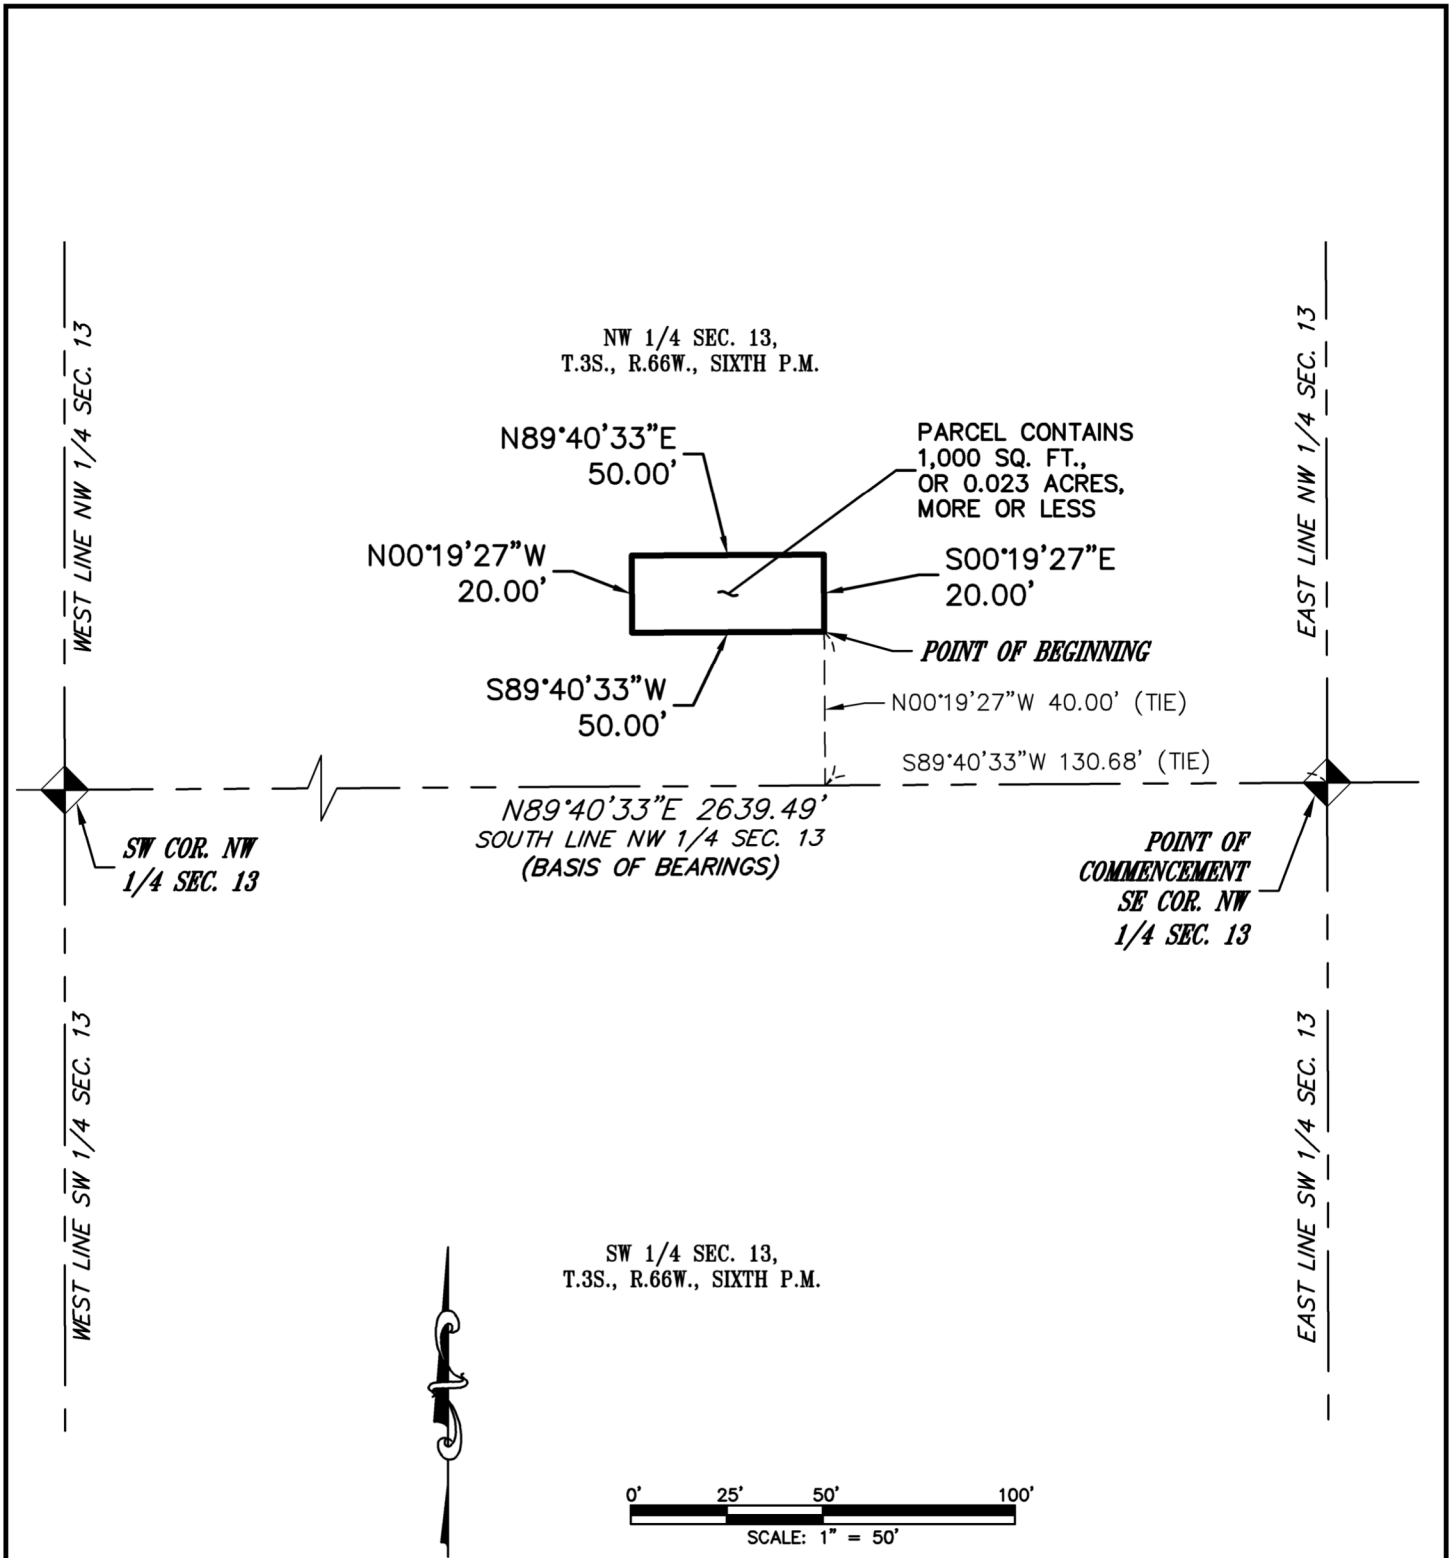 NW 1/4 SEC. 13,
T.3S., R.66W., SIXTH P.M.
WEST LINE NW 1/4 SEC. 13
EAST LINE NW 1/4 SEC. 13
N89°40'33"E
50.00'
PARCEL CONTAINS
1,000 SQ. FT.,
OR 0.023 ACRES,
MORE OR LESS
N00°19'27"W
20.00'
S00°19'27"E
20.00'
POINT OF BEGINNING
S89°40'33"W
50.00'
N00°19'27"W 40.00' (TIE)
S89°40'33"W 130.68' (TIE)
N89°40'33"E 2639.49'
SOUTH LINE NW 1/4 SEC. 13
(BASIS OF BEARINGS)
SW COR. NW
1/4 SEC. 13
POINT OF
COMMENCEMENT
SE COR. NW
1/4 SEC. 13
WEST LINE SW 1/4 SEC. 13
EAST LINE SW 1/4 SEC. 13
SW 1/4 SEC. 13,
T.3S., R.66W., SIXTH P.M.
0' 25' 50' 100'
SCALE: 1" = 50'